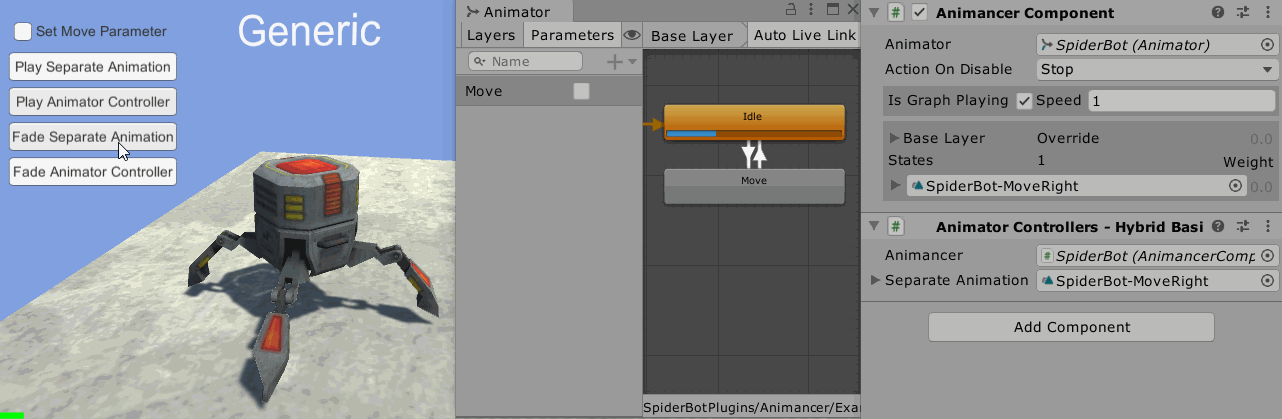 Set Move Parameter
Generic
Play Separate Animation
Play Animator Controller
Fade Separate Animation
Fade Animator Controller
Animator
Layers Parameters Base Layer Auto Live Link
Name
Move
Idle
Move
SpiderBotPlugins/Animancer/Exa
# Animancer Component
Animator SpiderBot (Animator)
Action On Disable Stop
Is Graph Playing Speed 1
Base Layer Override 0.0
States 1 Weight
SpiderBot-MoveRight 0.0
# Animator Controllers - Hybrid Basi
Animancer # SpiderBot (AnimancerComp
Separate Animation SpiderBot-MoveRight
Add Component